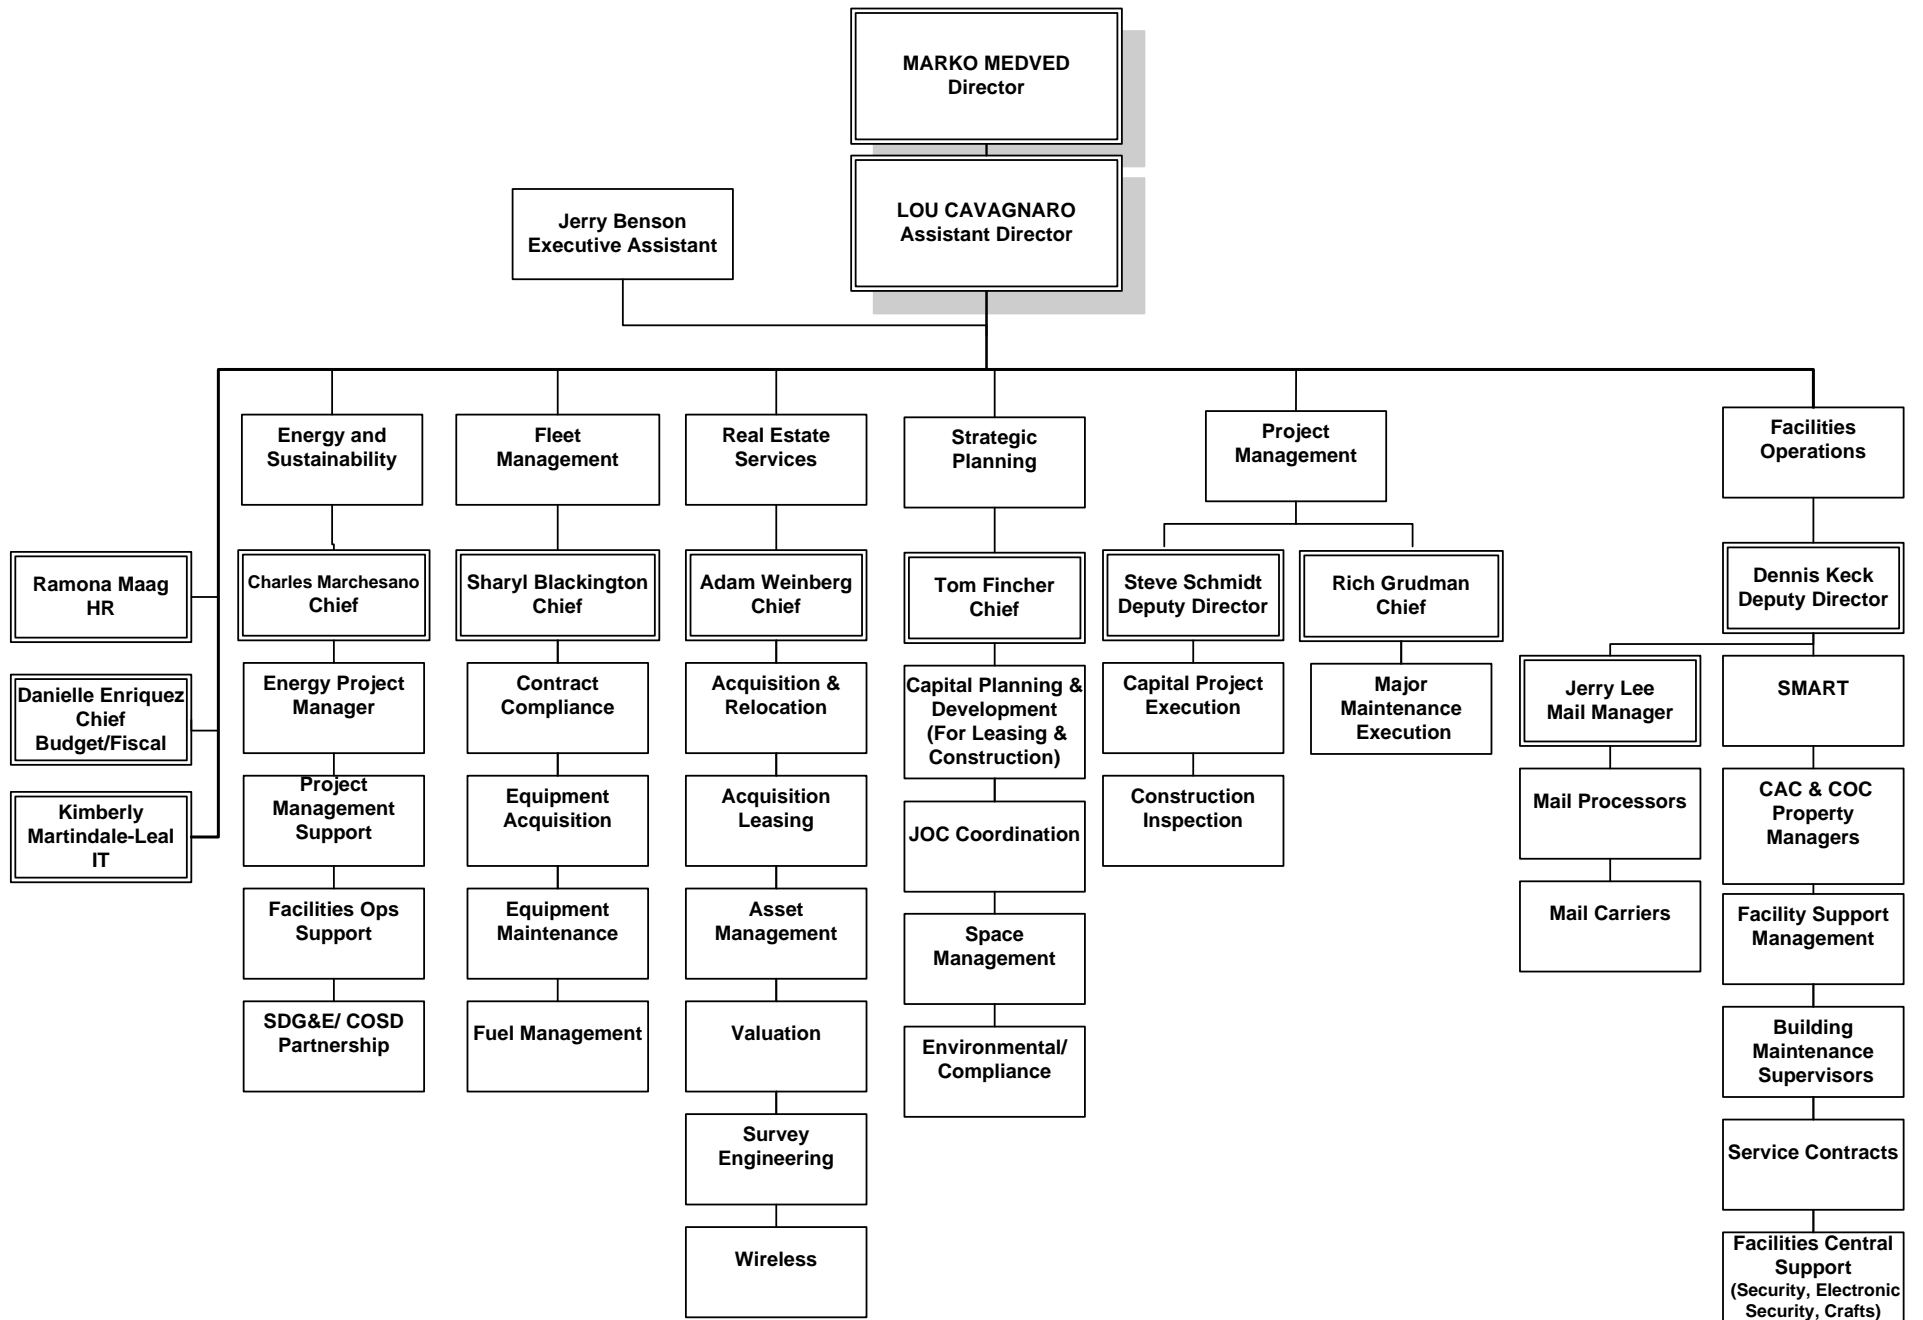 MARKO MEDVED
Director
LOU CAVAGNARO
Assistant Director
Jerry Benson
Executive Assistant
Energy and
Sustainability
Fleet
Management
Real Estate
Services
Strategic
Planning
Project
Management
Facilities
Operations
Ramona Maag
HR
Danielle Enriquez
Chief
Budget/Fiscal
Kimberly
Martindale-Leal
IT
Charles Marchesano
Chief
Energy Project
Manager
Project
Management
Support
Facilities Ops
Support
SDG&E/ COSD
Partnership
Sharyl Blackington
Chief
Contract
Compliance
Equipment
Acquisition
Equipment
Maintenance
Fuel Management
Adam Weinberg
Chief
Acquisition &
Relocation
Acquisition
Leasing
Asset
Management
Valuation
Survey
Engineering
Wireless
Tom Fincher
Chief
Capital Planning &
Development
(For Leasing &
Construction)
JOC Coordination
Space
Management
Environmental/
Compliance
Steve Schmidt
Deputy Director
Capital Project
Execution
Construction
Inspection
Rich Grudman
Chief
Major
Maintenance
Execution
Dennis Keck
Deputy Director
Jerry Lee
Mail Manager
Mail Processors
Mail Carriers
SMART
CAC & COC
Property
Managers
Facility Support
Management
Building
Maintenance
Supervisors
Service Contracts
Facilities Central
Support
(Security, Electronic
Security, Crafts)